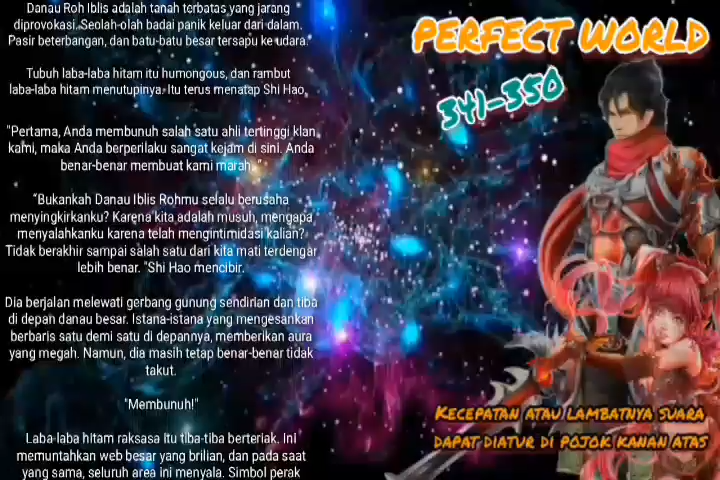 Danau Roh Iblis adalah tanah terbatas yang jarang
diprovokasi. Seolah-olah badai panik keluar dari dalam.
Pasir beterbangan, dan batu-batu besar tersapu ke udara.
Tubuh laba-laba hitam itu humongous, dan rambut
laba-laba hitam menutupinya. Itu terus menatap Shi Hao.
"Pertama, Anda membunuh salah satu ahli tertinggi klan
kami, maka Anda berperilaku sangat kejam di sini. Anda
benar-benar membuat kami marah. "
"Bukankah Danau Iblis Rohmu selalu berusaha
menyingkirkanku? Karena kita adalah musuh, mengapa
menyalahkanku karena telah mengintimidasi kalian?
Tidak berakhir sampai salah satu dari kita mati terdengar
lebih benar. "Shi Hao mencibir.
Dia berjalan melewati gerbang gunung sendirian dan tiba
di depan danau besar. Istana-istana yang mengesankan
berbaris satu demi satu di depannya, memberikan aura
yang megah. Namun, dia masih tetap benar-benar tidak
takut.
"Membunuh!"
Laba-laba hitam raksasa itu tiba-tiba berteriak. Ini
memuntahkan web besar yang brilian, dan pada saat
yang sama, seluruh area ini menyala. Simbol perak
PERFECT WORLD
341-350
KECEPATAN ATAU LAMBATNYA SUARA
DAPAT DIATUR DI POJOK KANAN ATAS